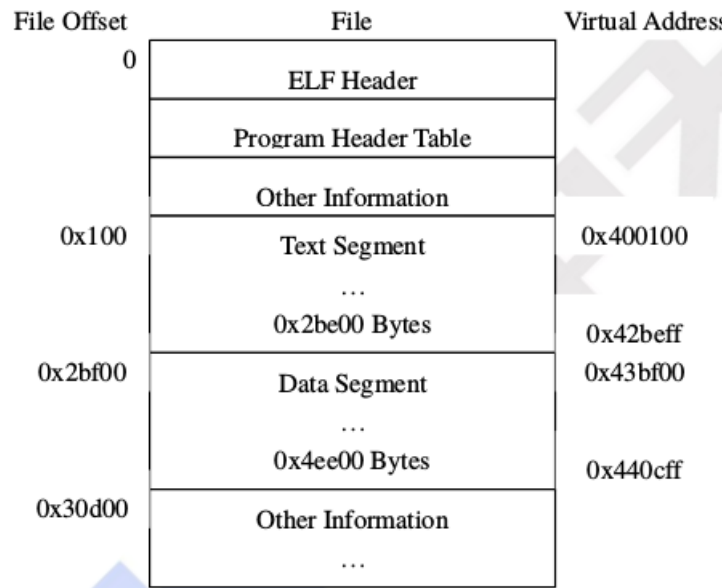 File Offset File Virtual Address
0
ELF Header
Program Header Table
Other Information
0x100 Text Segment 0x400100
...
0x2be00 Bytes
0x42beff
0x2bf00 Data Segment 0x43bf00
...
0x4ee00 Bytes
0x440cff
0x30d00 Other Information
...